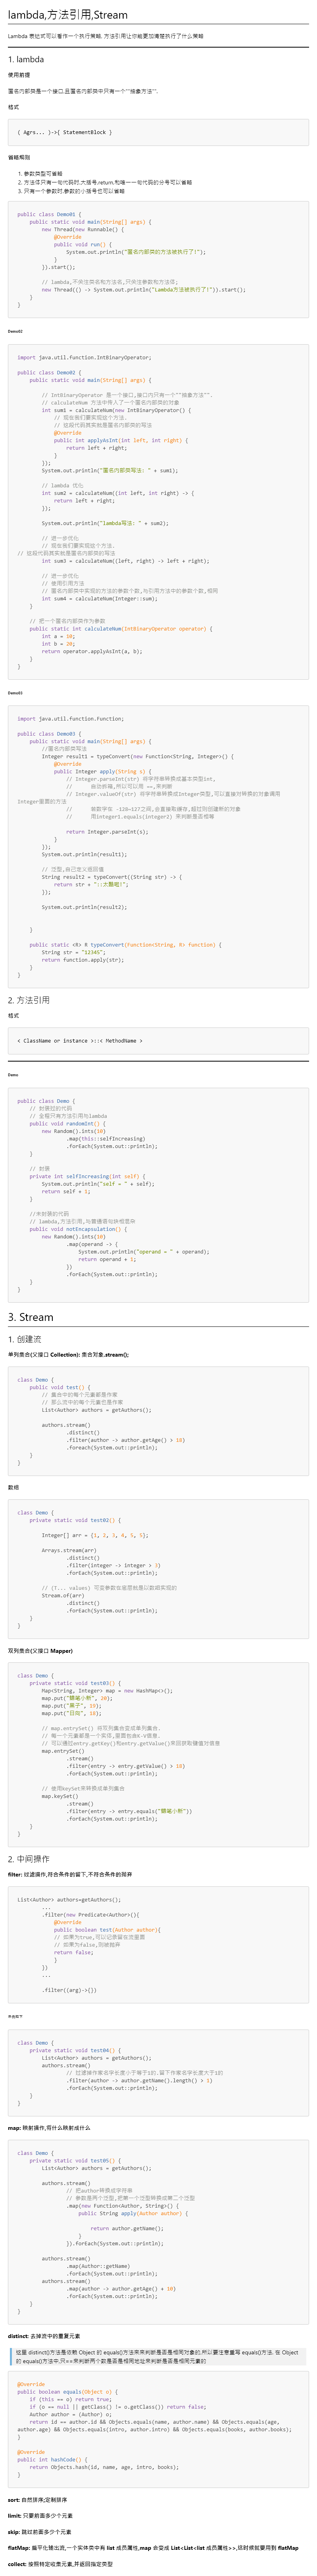 lambda,方法引用,Stream
Lambda 表达式可以看作一个执行策略. 方法引用让你能更加清楚执行了什么策略
1. lambda
使用前提
匿名内部类是一个接口,且匿名内部类中只有一个"""抽象方法""".
格式
( Agrs... )->{ StatementBlock }
省略规则
1. 参数类型可省略
2. 方法体只有一句代码时,大括号,return,和唯一一句代码的分号可以省略
3. 只有一个参数时,参数的小括号也可以省略
public class Demo01 {
public static void main(String[] args) {
new Thread(new Runnable() {
@Override
public void run() {
System.out.println("匿名内部类的方法被执行了!");
}
}).start();
// lambda,不关注类名和方法名,只关注参数和方法体;
new Thread(() -> System.out.println("Lambda方法被执行了!")).start();
}
}
Demo02
import java.util.function.IntBinaryOperator;
public class Demo02 {
public static void main(String[] args) {
// IntBinaryOperator 是一个接口,接口内只有一个"""抽象方法""".
// calculateNum 方法中传入了一个匿名内部类的对象
int sum1 = calculateNum(new IntBinaryOperator() {
// 现在我们要实现这个方法.
// 这段代码其实就是匿名内部类的写法
@Override
public int applyAsInt(int left, int right) {
return left + right;
}
});
System.out.println("匿名内部类写法: " + sum1);
// lambda 优化
int sum2 = calculateNum((int left, int right) -> {
return left + right;
});
System.out.println("lambda写法: " + sum2);
// 进一步优化
// 现在我们要实现这个方法.
// 这段代码其实就是匿名内部类的写法
int sum3 = calculateNum((left, right) -> left + right);
// 进一步优化
// 使用引用方法
// 匿名内部类中实现的方法的参数个数,与引用方法中的参数个数,相同
int sum4 = calculateNum(Integer::sum);
}
// 把一个匿名内部类作为参数
public static int calculateNum(IntBinaryOperator operator) {
int a = 10;
int b = 20;
return operator.applyAsInt(a, b);
}
}
Demo03
import java.util.function.Function;
public class Demo03 {
public static void main(String[] args) {
//匿名内部类写法
Integer result1 = typeConvert(new Function<String, Integer>() {
@Override
public Integer apply(String s) {
// Integer.parseInt(str) 将字符串转换成基本类型int,
// 自动拆箱,所以可以用 ==,来判断
// Integer.valueOf(str) 将字符串转换成Integer类型,可以直接对转换的对象调用
Integer里面的方法
// 装数字在 -128~127之间,会直接取缓存,超过则创建新的对象
// 用integer1.equals(integer2) 来判断是否相等
return Integer.parseInt(s);
}
});
System.out.println(result1);
// 泛型,自己定义返回值
String result2 = typeConvert((String str) -> {
return str + "::太酷啦!";
});
System.out.println(result2);
}
public static <R> R typeConvert(Function<String, R> function) {
String str = "12345";
return function.apply(str);
}
}
2. 方法引用
格式
< ClassName or instance >::< MethodName >
Demo
public class Demo {
// 封装过的代码
// 全程只有方法引用与lambda
public void randomInt() {
new Random().ints(10)
.map(this::selfIncreasing)
.forEach(System.out::println);
}
// 封装
private int selfIncreasing(int self) {
System.out.println("self = " + self);
return self + 1;
}
//未封装的代码
// lambda,方法引用,与普通语句块相混杂
public void notEncapsulation() {
new Random().ints(10)
.map(operand -> {
System.out.println("operand = " + operand);
return operand + 1;
})
.forEach(System.out::println);
}
}
3. Stream
1. 创建流
单列集合(父接口 Collection): 集合对象.stream();
class Demo {
public void test() {
// 集合中的每个元素都是作家
// 那么流中的每个元素也是作家
List<Author> authors = getAuthors();
authors.stream()
.distinct()
.filter(author -> author.getAge() > 18)
.foreach(System.out::println);
}
}
数组
class Demo {
private static void test02() {
Integer[] arr = {1, 2, 3, 4, 5, 5};
Arrays.stream(arr)
.distinct()
.filter(integer -> integer > 3)
.forEach(System.out::println);
// (T... values) 可变参数在底层就是以数组实现的
Stream.of(arr)
.distinct()
.forEach(System.out::println);
}
}
双列集合(父接口 Mapper)
class Demo {
private static void test03() {
Map<String, Integer> map = new HashMap<>();
map.put("蜡笔小新", 20);
map.put("黑子", 19);
map.put("日向", 18);
// map.entrySet() 将双列集合变成单列集合.
// 每一个元素都是一个实体,里面包含K-V信息.
// 可以通过entry.getKey()和entry.getValue()来回获取键值对信息
map.entrySet()
.stream()
.filter(entry -> entry.getValue() > 18)
.forEach(System.out::println);
// 使用keySet来转换成单列集合
map.keySet()
.stream()
.filter(entry -> entry.equals("蜡笔小新"))
.forEach(System.out::println);
}
}
2. 中间操作
filter: 过滤操作,符合条件的留下,不符合条件的抛弃
List<Author> authors=getAuthors();
...
.filter(new Predicate<>(){
@Override
public boolean test(Author author){
// 如果为true,可以记录留在流里面
// 如果为false,则被抛弃
return false;
}
})
...
.filter((arg)->{})
class Demo {
private static void test04() {
List<Author> authors = getAuthors();
authors.stream()
// 过滤掉作家名字长度小于等于1的,留下作家名字长度大于1的
.filter(author -> author.getName().length() > 1)
.forEach(System.out::println);
}
}
map: 映射操作,将什么映射成什么
class Demo {
private static void test05() {
List<Author> authors = getAuthors();
authors.stream()
// 把author转换成字符串
// 参数是两个泛型,把第一个泛型转换成第二个泛型
.map(new Function<Author, String>() {
public String apply(Author author) {
return author.getName();
}
}).forEach(System.out::println);
authors.stream()
.map(Author::getName)
.forEach(System.out::println);
authors.stream()
.map(author -> author.getAge() + 10)
.forEach(System.out::println);
}
}
distinct: 去掉流中的重复元素
这里 distinct()方法是依赖 Object 的 equals()方法来来判断是否是相同对象的,所以要注意重写 equals()方法. 在 Object
的 equals()方法中,只==来判断两个数是否是相同地址来判断是否是相同元素的
@Override
public boolean equals(Object o) {
if (this == o) return true;
if (o == null || getClass() != o.getClass()) return false;
Author author = (Author) o;
return id == author.id && Objects.equals(name, author.name) && Objects.equals(age,
author.age) && Objects.equals(intro, author.intro) && Objects.equals(books, author.books);
}
@Override
public int hashCode() {
return Objects.hash(id, name, age, intro, books);
}
sort: 自然排序;定制排序
limit: 只要前面多少个元素
skip: 跳过前面多少个元素
flatMap: 扁平化输出流,一个实体类中有 list 成员属性,map 会变成 List<List<list 成员属性>>,这时候就要用到 flatMap
collect: 按照特定收集元素,并返回指定类型